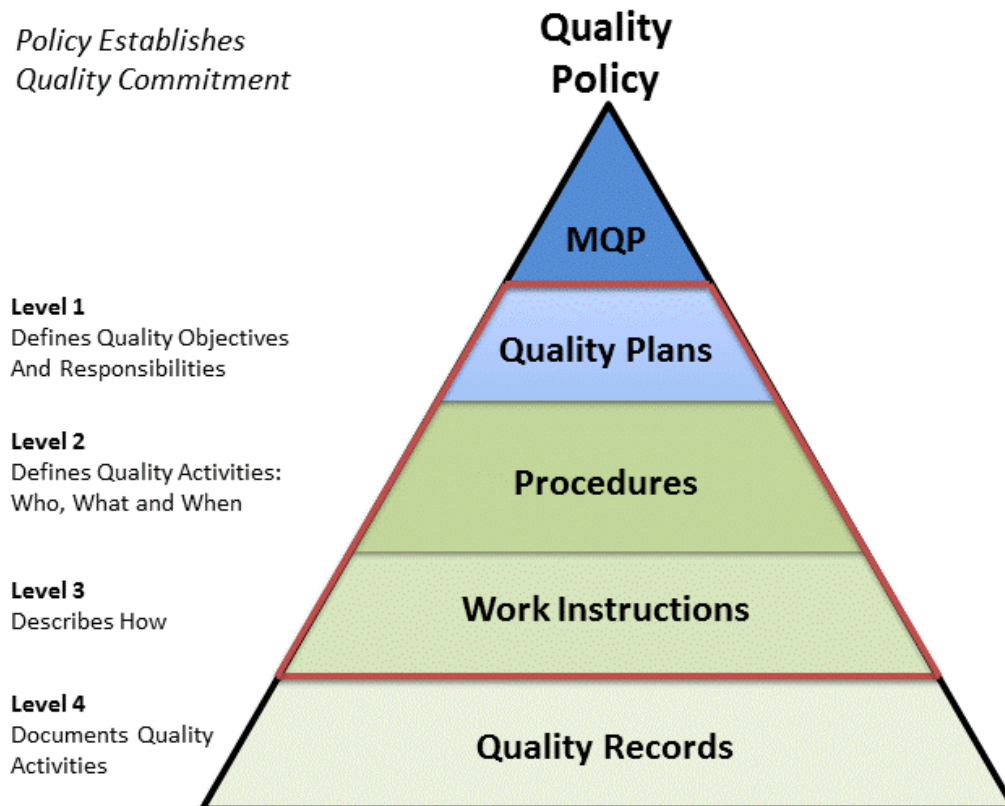 Policy Establishes
Quality Commitment
Quality
Policy
MQP
Level 1
Defines Quality Objectives
And Responsibilities
Quality Plans
Level 2
Defines Quality Activities:
Who, What and When
Procedures
Level 3
Describes How
Work Instructions
Level 4
Documents Quality
Activities
Quality Records